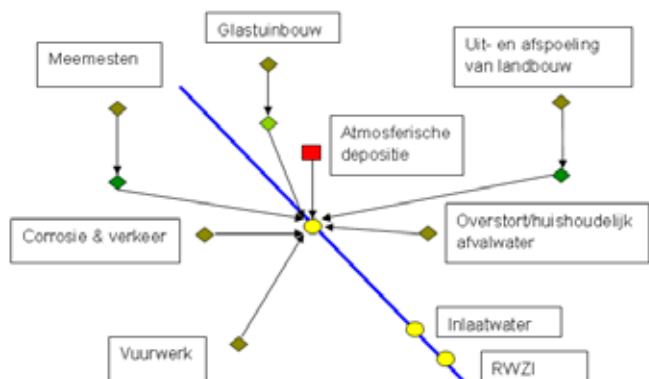 Glastuinbouw
Meemesten
Uit- en afspoeling
van landbouw
Atmosferische
depositie
Corrosie & verkeer
Overstort/huishoudelijk
afvalwater
Inlaatwater
Vuurwerk
RWZI